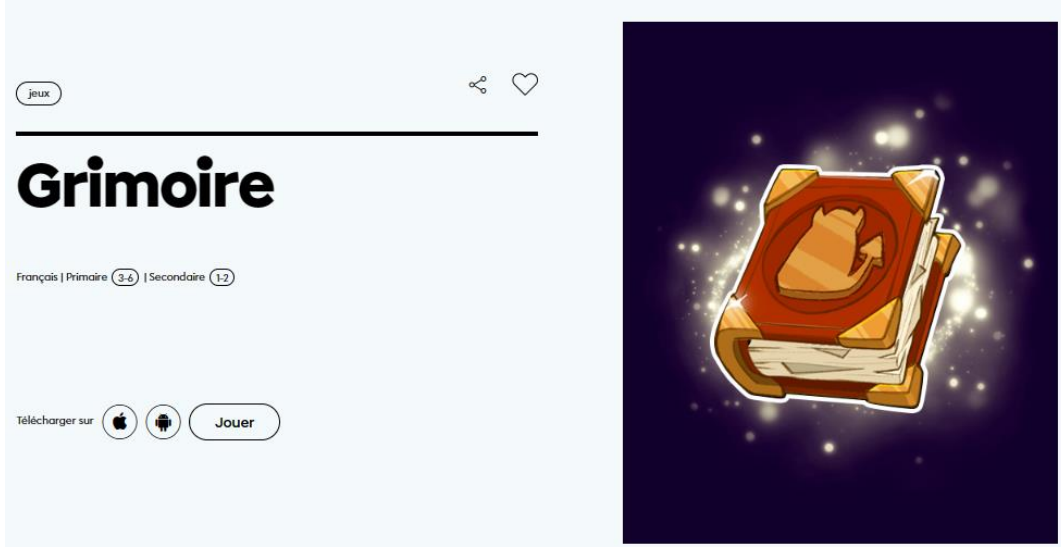 jeux
Grimoire
Français | Primaire 3-6 | Secondaire 1-2
Télécharger sur Jouer